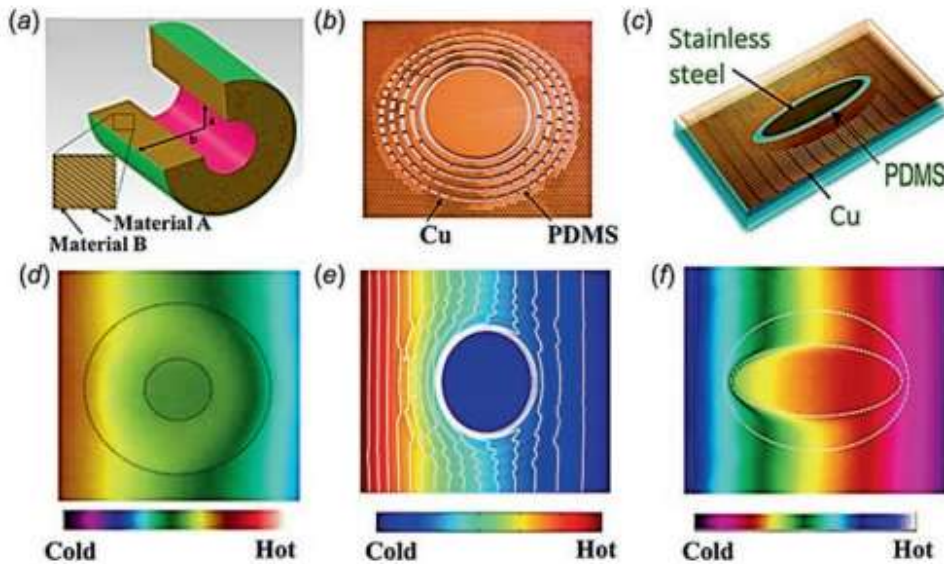 (a)
a
b
Material A
Material B
(b)
Cu
PDMS
(c)
Stainless
steel
PDMS
Cu
(d)
Cold
Hot
(e)
Cold
Hot
(f)
Cold
Hot